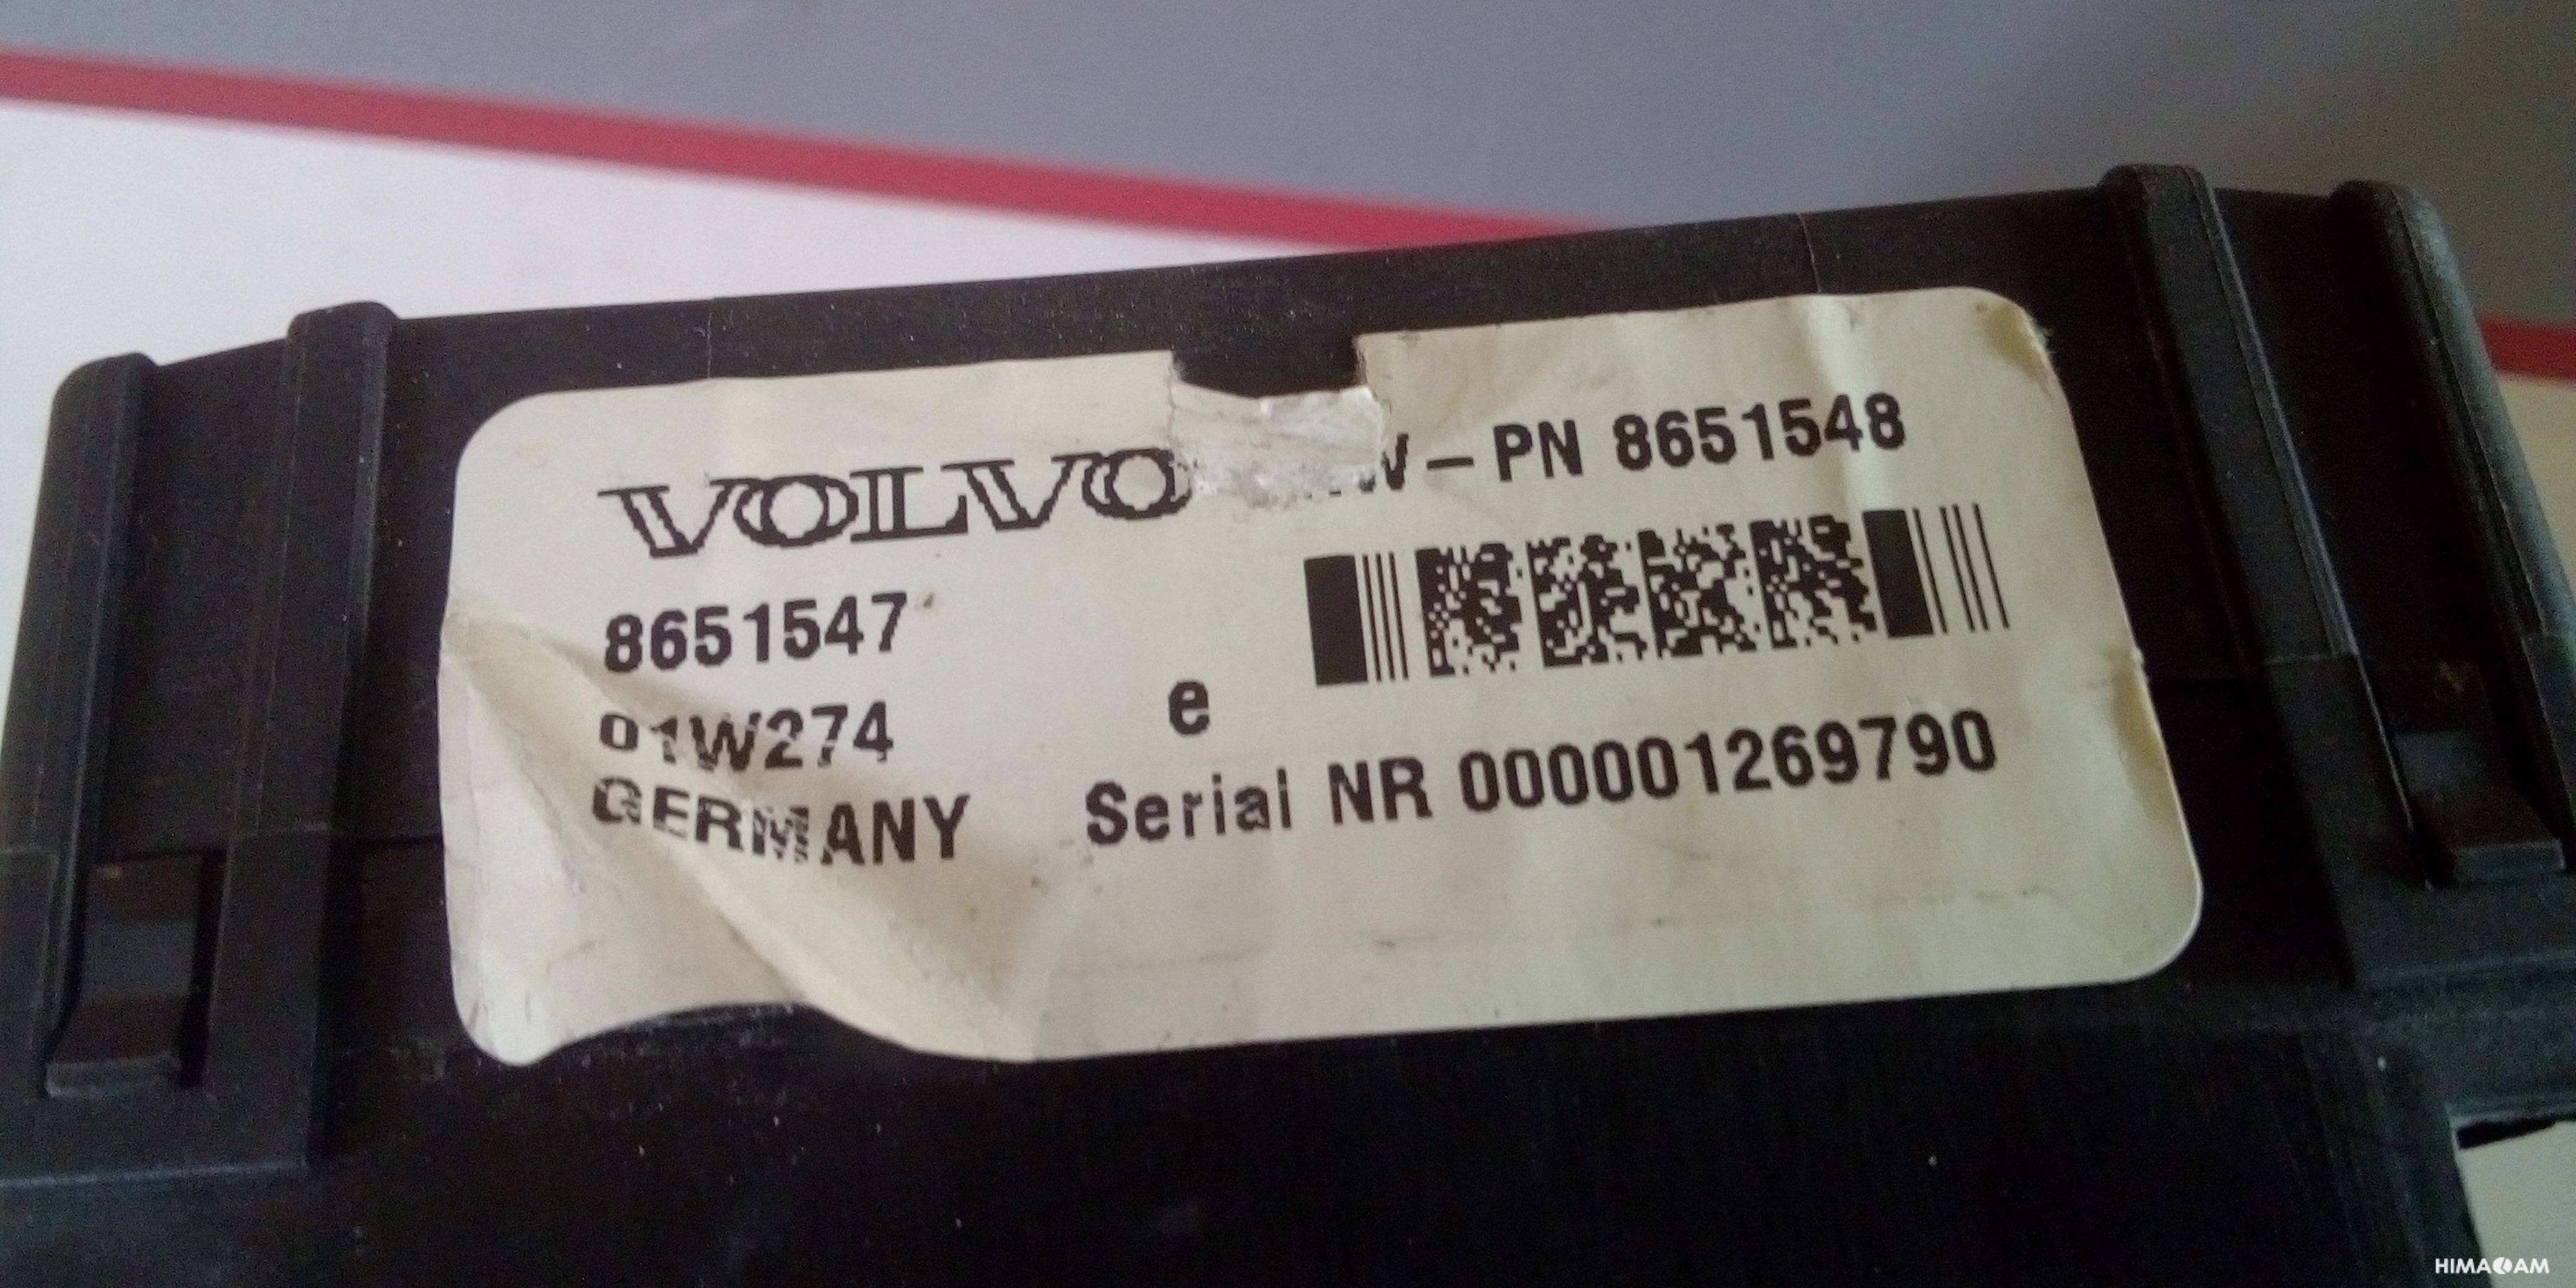 VOLVO
W-PN 8651548
8651547
01W274
e
GERMANY
Serial NR 000001269790
HIMACAM